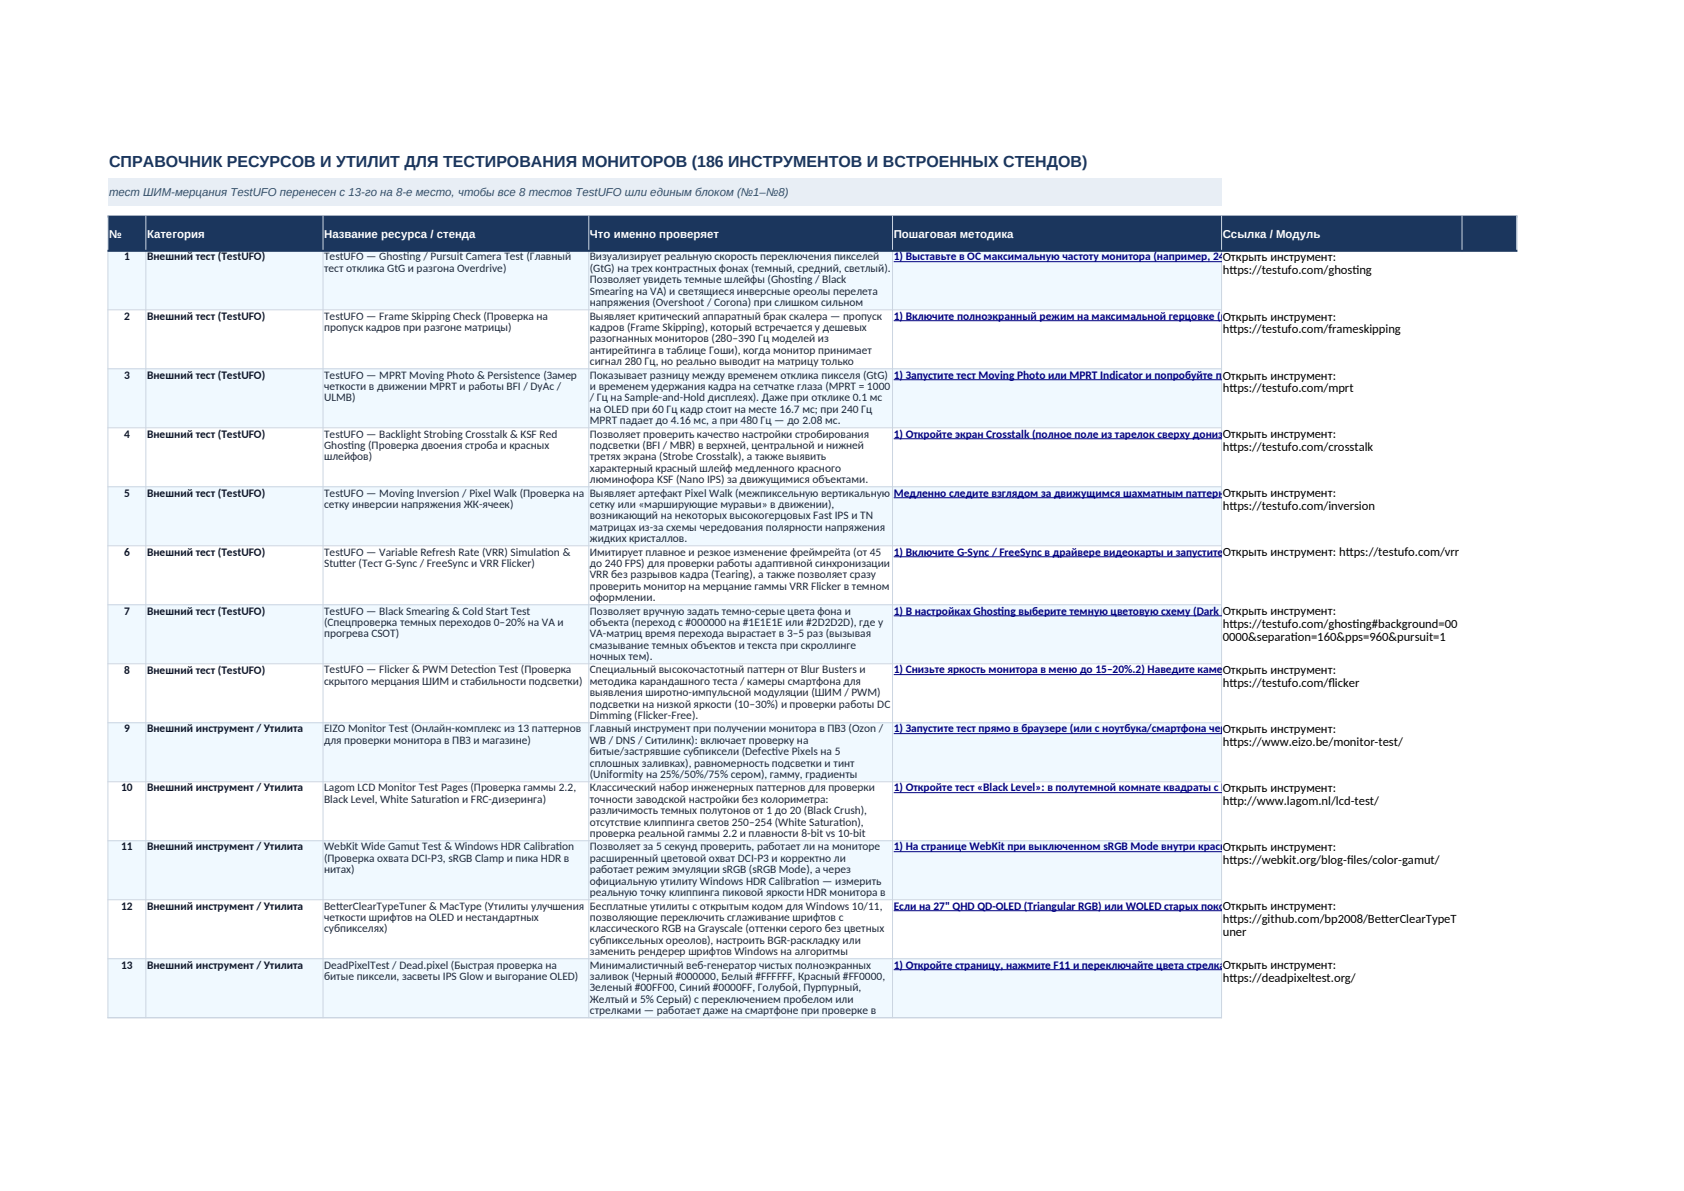 СПРАВОЧНИК РЕСУРСОВ И УТИЛИТ ДЛЯ ТЕСТИРОВАНИЯ МОНИТОРОВ (186 ИНСТРУМЕНТОВ И ВСТРОЕННЫХ СТЕНДОВ)
тест ШИМ-мерцания TestUFO перенесен с 13-го на 8-е место, чтобы все 8 тестов TestUFO шли единым блоком (№1–№8)
№
Категория
Название ресурса / стенда
Что именно проверяет
Пошаговая методика
Ссылка / Модуль
1
Внешний тест (TestUFO)
TestUFO — Ghosting / Pursuit Camera Test (Главный
тест отклика GtG и разгона Overdrive)
Визуализирует реальную скорость переключения пикселей
(GtG) на трех контрастных фонах (темный, средний, светлый).
Позволяет увидеть темные шлейфы (Ghosting / Black
Smearing на VA) и светящиеся инверсные ореолы перелета
напряжения (Overshoot / Corona) при слишком сильном
1) Выставьте в ОС максимальную частоту монитора (например, 24
Открыть инструмент:
https://testufo.com/ghosting
2
Внешний тест (TestUFO)
TestUFO — Frame Skipping Check (Проверка на
пропуск кадров при разгоне матрицы)
Выявляет критический аппаратный брак скалера — пропуск
кадров (Frame Skipping), который встречается у дешевых
разогнанных мониторов (280–390 Гц моделей из
антирейтинга в таблице Гоши), когда монитор принимает
сигнал 280 Гц, но реально выводит на матрицу только
1) Включите полноэкранный режим на максимальной герцовке (
Открыть инструмент:
https://testufo.com/frameskipping
3
Внешний тест (TestUFO)
TestUFO — MPRT Moving Photo & Persistence (Замер
четкости в движении MPRT и работы BFI / DyAc /
ULMB)
Показывает разницу между временем отклика пикселя (GtG)
и временем удержания кадра на сетчатке глаза (MPRT = 1000
/ Гц на Sample-and-Hold дисплеях). Даже при отклике 0.1 мс
на OLED при 60 Гц кадр стоит на месте 16.7 мс; при 240 Гц
MPRT падает до 4.16 мс, а при 480 Гц — до 2.08 мс.
1) Запустите тест Moving Photo или MPRT Indicator и попробуйте п
Открыть инструмент:
https://testufo.com/mprt
4
Внешний тест (TestUFO)
TestUFO — Backlight Strobing Crosstalk & KSF Red
Ghosting (Проверка двоения строба и красных
шлейфов)
Позволяет проверить качество настройки стробирования
подсветки (BFI / MBR) в верхней, центральной и нижней
третях экрана (Strobe Crosstalk), а также выявить
характерный красный шлейф медленного красного
люминофора KSF (Nano IPS) за движущимися объектами.
1) Откройте экран Crosstalk (полное поле из тарелок сверху дониз
Открыть инструмент:
https://testufo.com/crosstalk
5
Внешний тест (TestUFO)
TestUFO — Moving Inversion / Pixel Walk (Проверка на
сетку инверсии напряжения ЖК-ячеек)
Выявляет артефакт Pixel Walk (межпиксельную вертикальную
сетку или «марширующие муравьи» в движении),
возникающий на некоторых высокогерцовых Fast IPS и TN
матрицах из-за схемы чередования полярности напряжения
жидких кристаллов.
Медленно следите взглядом за движущимся шахматным паттерн
Открыть инструмент:
https://testufo.com/inversion
6
Внешний тест (TestUFO)
TestUFO — Variable Refresh Rate (VRR) Simulation &
Stutter (Тест G-Sync / FreeSync и VRR Flicker)
Имитирует плавное и резкое изменение фреймрейта (от 45
до 240 FPS) для проверки работы адаптивной синхронизации
VRR без разрывов кадра (Tearing), а также позволяет сразу
проверить монитор на мерцание гаммы VRR Flicker в темном
оформлении.
1) Включите G-Sync / FreeSync в драйвере видеокарты и запустите
Открыть инструмент: https://testufo.com/vrr
7
Внешний тест (TestUFO)
TestUFO — Black Smearing & Cold Start Test
(Спецпроверка темных переходов 0–20% на VA и
прогрева CSOT)
Позволяет вручную задать темно-серые цвета фона и
объекта (переход с #000000 на #1E1E1E или #2D2D2D), где у
VA-матриц время перехода вырастает в 3–5 раз (вызывая
смазывание темных объектов и текста при скроллинге
ночных тем).
1) В настройках Ghosting выберите темную цветовую схему (Dark
Открыть инструмент:
https://testufo.com/ghosting#background=00
0000&separation=160&pps=960&pursuit=1
8
Внешний тест (TestUFO)
TestUFO — Flicker & PWM Detection Test (Проверка
скрытого мерцания ШИМ и стабильности подсветки)
Специальный высокочастотный паттерн от Blur Busters и
методика карандашного теста / камеры смартфона для
выявления широтно-импульсной модуляции (ШИМ / PWM)
подсветки на низкой яркости (10–30%) и проверки работы DC
Dimming (Flicker-Free).
1) Снизьте яркость монитора в меню до 15–20%.2) Наведите каме
Открыть инструмент:
https://testufo.com/flicker
9
Внешний инструмент / Утилита
EIZO Monitor Test (Онлайн-комплекс из 13 паттернов
для проверки монитора в ПВЗ и магазине)
Главный инструмент при получении монитора в ПВЗ (Ozon /
WB / DNS / Ситилинк): включает проверку на
битые/застрявшие субпиксели (Defective Pixels на 5
сплошных заливках), равномерность подсветки и тинт
(Uniformity на 25%/50%/75% сером), гамму, градиенты
1) Запустите тест прямо в браузере (или с ноутбука/смартфона че
Открыть инструмент:
https://www.eizo.be/monitor-test/
10
Внешний инструмент / Утилита
Lagom LCD Monitor Test Pages (Проверка гаммы 2.2,
Black Level, White Saturation и FRC-дизеринга)
Классический набор инженерных паттернов для проверки
точности заводской настройки без колориметра:
различимость темных полутонов от 1 до 20 (Black Crush),
отсутствие клиппинга светов 250–254 (White Saturation),
проверка реальной гаммы 2.2 и плавности 8-bit vs 10-bit
1) Откройте тест «Black Level»: в полутемной комнате квадраты с
Открыть инструмент:
http://www.lagom.nl/lcd-test/
11
Внешний инструмент / Утилита
WebKit Wide Gamut Test & Windows HDR Calibration
(Проверка охвата DCI-P3, sRGB Clamp и пика HDR в
нитах)
Позволяет за 5 секунд проверить, работает ли на мониторе
расширенный цветовой охват DCI-P3 и корректно ли
работает режим эмуляции sRGB (sRGB Mode), а через
официальную утилиту Windows HDR Calibration — измерить
реальную точку клиппинга пиковой яркости HDR монитора в
1) На странице WebKit при выключенном sRGB Mode внутри крас
Открыть инструмент:
https://webkit.org/blog-files/color-gamut/
12
Внешний инструмент / Утилита
BetterClearTypeTuner & MacType (Утилиты улучшения
четкости шрифтов на OLED и нестандартных
субпикселях)
Бесплатные утилиты с открытым кодом для Windows 10/11,
позволяющие переключить сглаживание шрифтов с
классического RGB на Grayscale (оттенки серого без цветных
субпиксельных ореолов), настроить BGR-раскладку или
заменить рендерер шрифтов Windows на алгоритмы
Если на 27" QHD QD-OLED (Triangular RGB) или WOLED старых поко
Открыть инструмент:
https://github.com/bp2008/BetterClearTypeT
uner
13
Внешний инструмент / Утилита
DeadPixelTest / Dead.pixel (Быстрая проверка на
битые пиксели, засветы IPS Glow и выгорание OLED)
Минималистичный веб-генератор чистых полноэкранных
заливок (Черный #000000, Белый #FFFFFF, Красный #FF0000,
Зеленый #00FF00, Синий #0000FF, Голубой, Пурпурный,
Желтый и 5% Серый) с переключением пробелом или
стрелками — работает даже на смартфоне при проверке в
1) Откройте страницу, нажмите F11 и переключайте цвета стрелка
Открыть инструмент:
https://deadpixeltest.org/